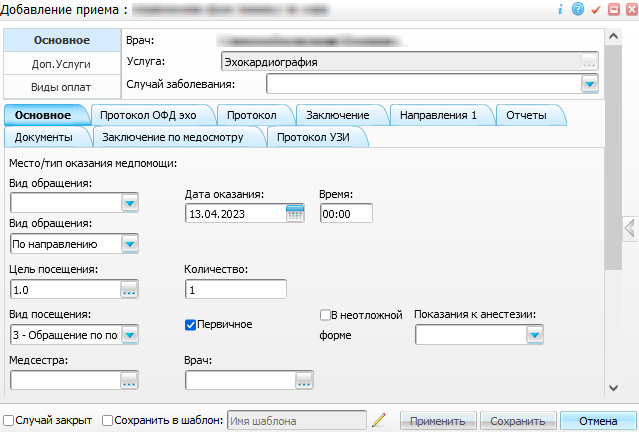 Добавление приема :
Основное
Доп.Услуги
Виды оплат
Врач:
Услуга: Эхокардиография ...
Случай заболевания:
Основное Протокол ОФД эхо Протокол Заключение Направления 1 Отчеты
Документы Заключение по медосмотру Протокол УЗИ
Место/тип оказания медпомощи:
Вид обращения: Дата оказания: Время:
13.04.2023 00:00
Вид обращения:
По направлению
Цель посещения: Количество:
1.0 ... 1
Вид посещения: Первичное В неотложной форме Показания к анестезии:
3 - Обращение по по
Медсестра: Врач:
... ...
Случай закрыт Сохранить в шаблон: Имя шаблона Применить Сохранить Отмена